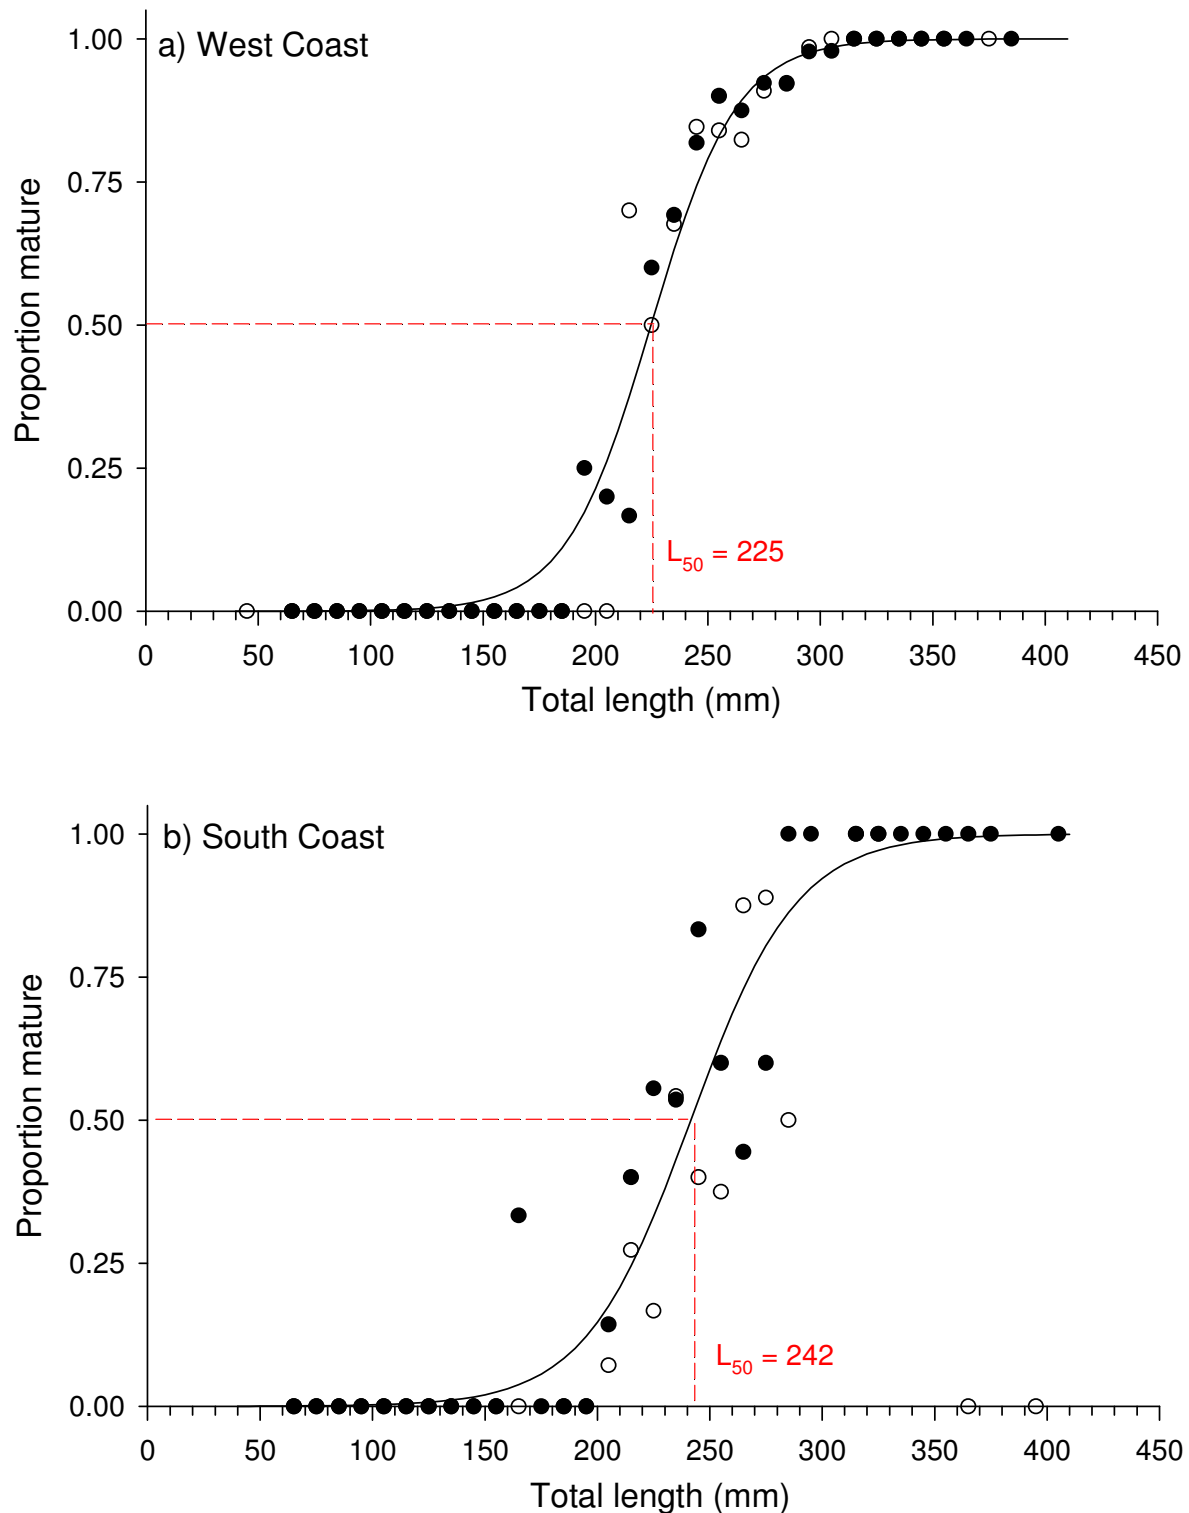 a) West Coast
1.00
0.75
0.50
0.25
0.00
Proportion mature
L50 = 225
0 50 100 150 200 250 300 350 400 450
Total length (mm)
b) South Coast
1.00
0.75
0.50
0.25
0.00
Proportion mature
L50 = 242
0 50 100 150 200 250 300 350 400 450
Total length (mm)